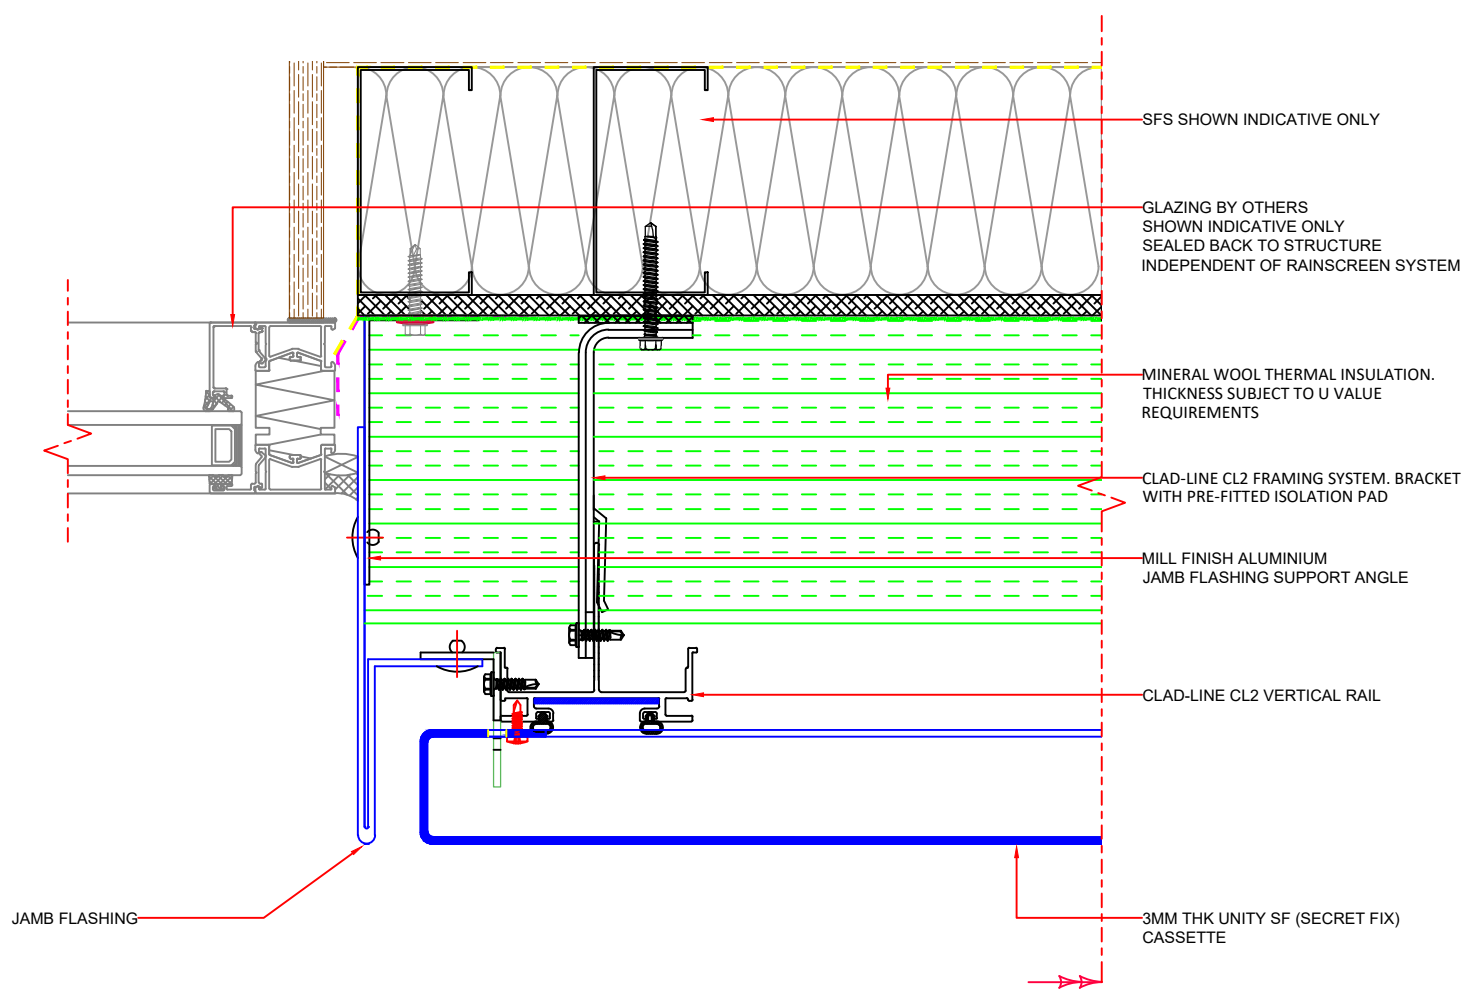 SFS SHOWN INDICATIVE ONLY
GLAZING BY OTHERS
SHOWN INDICATIVE ONLY
SEALED BACK TO STRUCTURE
INDEPENDENT OF RAINSCREEN SYSTEM
MINERAL WOOL THERMAL INSULATION.
THICKNESS SUBJECT TO U VALUE
REQUIREMENTS
CLAD-LINE CL2 FRAMING SYSTEM. BRACKET
WITH PRE-FITTED ISOLATION PAD
MILL FINISH ALUMINIUM
JAMB FLASHING SUPPORT ANGLE
CLAD-LINE CL2 VERTICAL RAIL
JAMB FLASHING
3MM THK UNITY SF (SECRET FIX)
CASSETTE